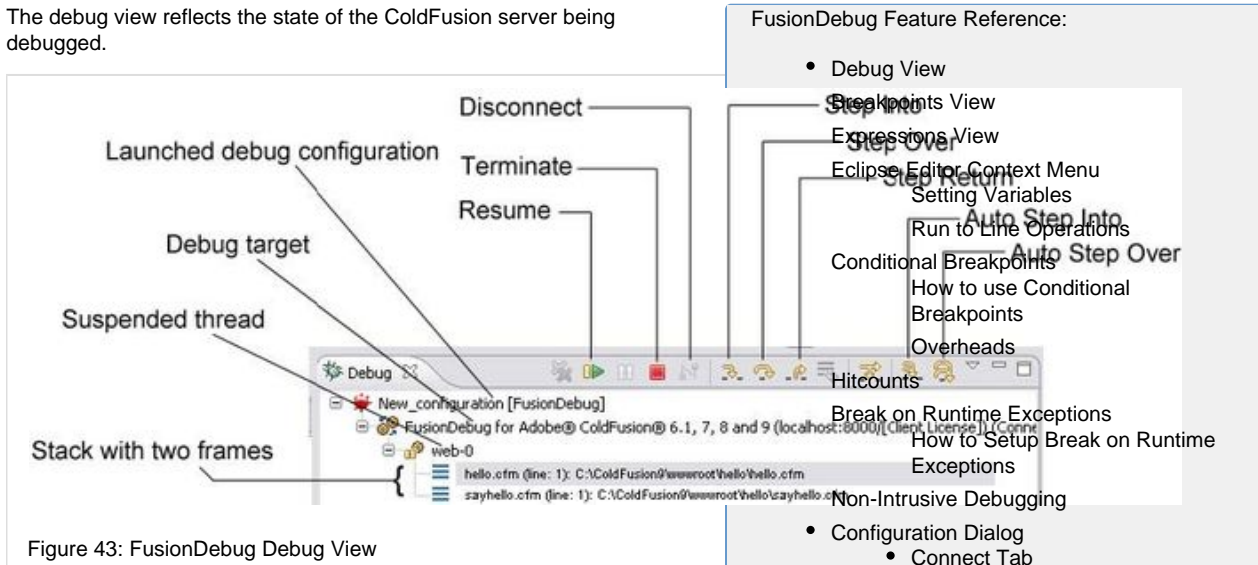 The debug view reflects the state of the ColdFusion server being
debugged.
Disconnect
Launched debug configuration
Terminate
Resume
Debug target
Suspended thread
Stack with two frames
Step Into
Step Over
Step Return
Auto Step Into
Auto Step Over
Debug
New_configuration [FusionDebug]
FusionDebug for Adobe® ColdFusion® 6.1, 7, 8 and 9 (localhost::8000/[Client License]) (Conne
web-0
hello.cfm (line: 1): C:\ColdFusion9\wwwroot\hello\hello.cfm
sayhello.cfm (line: 1): C:\ColdFusion9\wwwroot\hello\sayhello.cfm
Figure 43: FusionDebug Debug View
FusionDebug Feature Reference:
Debug View
Breakpoints View
Expressions View
Eclipse Editor Context Menu
Setting Variables
Run to Line Operations
Conditional Breakpoints
How to use Conditional
Breakpoints
Overheads
Hitcounts
Break on Runtime Exceptions
How to Setup Break on Runtime
Exceptions
Non-Intrusive Debugging
Configuration Dialog
Connect Tab